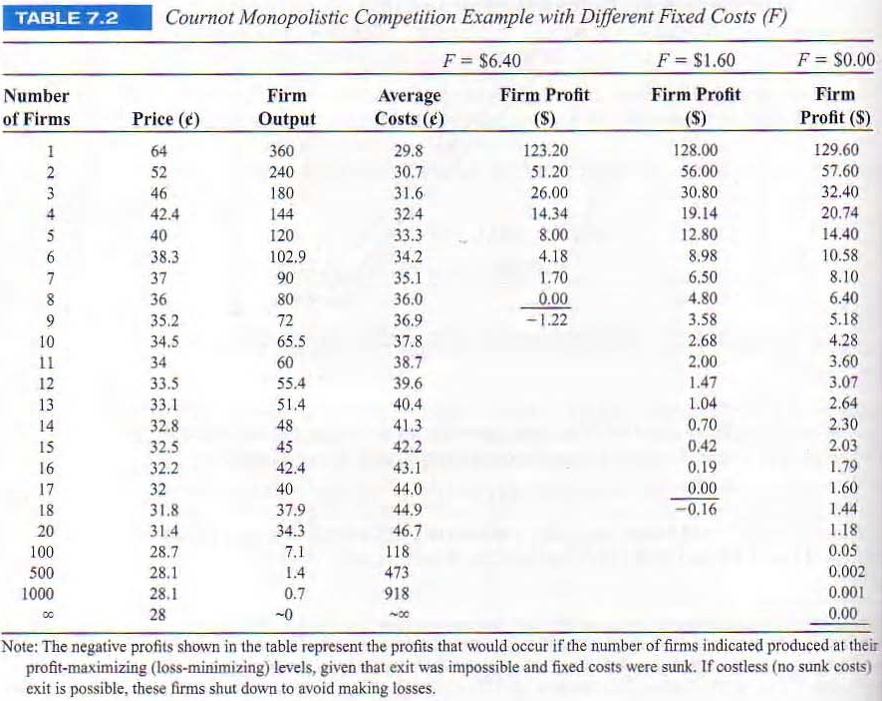 TABLE 7.2 Cournot Monopolistic Competition Example with Different Fixed Costs (F)
F = $6.40 F = $1.60 F = $0.00
Number Firm Average Firm Profit Firm Profit Firm
of Firms Price (¢) Output Costs (¢) ($) ($) Profit ($)
1 64 360 29.8 123.20 128.00 129.60
2 52 240 30.7 51.20 56.00 57.60
3 46 180 31.6 26.00 30.80 32.40
4 42.4 144 32.4 14.34 19.14 20.74
5 40 120 33.3 8.00 12.80 14.40
6 38.3 102.9 34.2 4.18 8.98 10.58
7 37 90 35.1 1.70 6.50 8.10
8 36 80 36.0 0.00 4.80 6.40
9 35.2 72 36.9 −1.22 3.58 5.18
10 34.5 65.5 37.8 2.68 4.28
11 34 60 38.7 2.00 3.60
12 33.5 55.4 39.6 1.47 3.07
13 33.1 51.4 40.4 1.04 2.64
14 32.8 48 41.3 0.70 2.30
15 32.5 45 42.2 0.42 2.03
16 32.2 42.4 43.1 0.19 1.79
17 32 40 44.0 0.00 1.60
18 31.8 37.9 44.9 −0.16 1.44
20 31.4 34.3 46.7 1.18
100 28.7 7.1 118 0.05
500 28.1 1.4 473 0.002
1000 28.1 0.7 918 0.001
∞ 28 ~0 ~∞ 0.00
Note: The negative profits shown in the table represent the profits that would occur if the number of firms indicated produced at their
profit-maximizing (loss-minimizing) levels, given that exit was impossible and fixed costs were sunk. If costless (no sunk costs)
exit is possible, these firms shut down to avoid making losses.